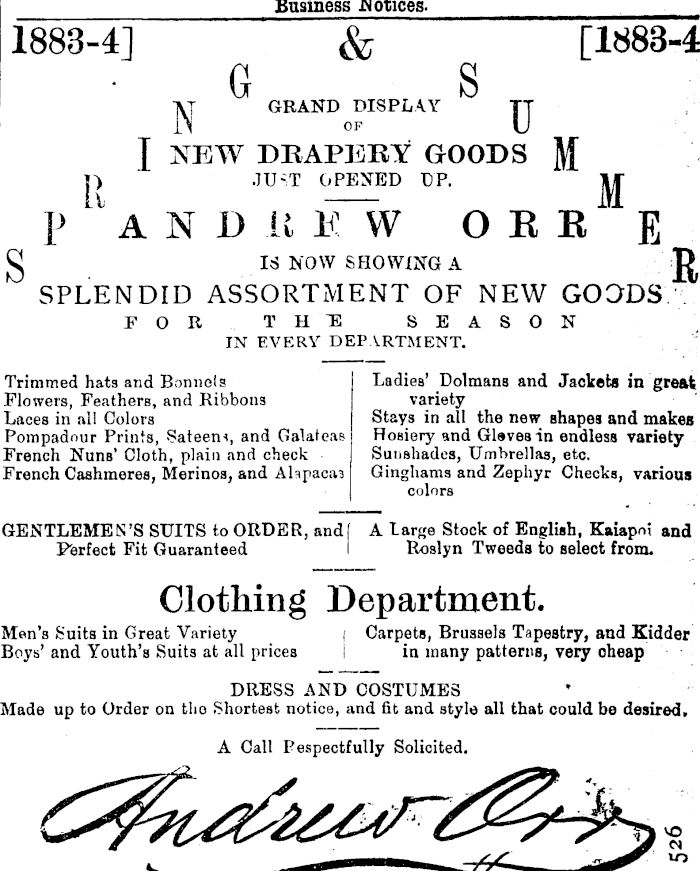 Business Notices.
1883-4] & [1883-4
SPRING & SUMMER
GRAND DISPLAY
OF
NEW DRAPERY GOODS
JUST OPENED UP.
ANDREW ORR
IS NOW SHOWING A
SPLENDID ASSORTMENT OF NEW GOODS
FOR THE SEASON
IN EVERY DEPARTMENT.
Trimmed hats and Bonnets
Flowers, Feathers, and Ribbons
Laces in all Colors
Pompadour Prints, Sateens, and Galateas
French Nuns' Cloth, plain and check
French Cashmeres, Merinos, and Alapacas
Ladies' Dolmans and Jackets in great
variety
Stays in all the new shapes and makes
Hosiery and Gloves in endless variety
Sunshades, Umbrellas, etc.
Ginghams and Zephyr Checks, various
colors
GENTLEMEN'S SUITS to ORDER, and
Perfect Fit Guaranteed
A Large Stock of English, Kaiapoi and
Roslyn Tweeds to select from.
Clothing Department.
Men's Suits in Great Variety
Boys' and Youth's Suits at all prices
Carpets, Brussels Tapestry, and Kidder
in many patterns, very cheap
DRESS AND COSTUMES
Made up to Order on the Shortest notice, and fit and style all that could be desired.
A Call Respectfully Solicited.
Andrew Orr
526